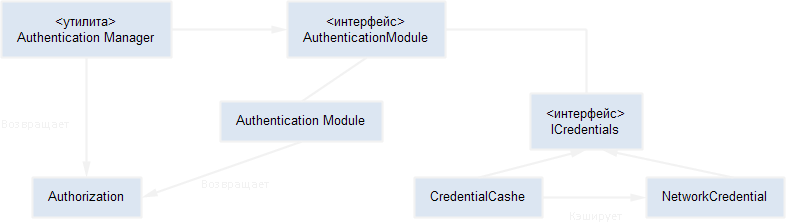 <утилита>
Authentication Manager
<интерфейс>
AuthenticationModule
<интерфейс>
ICredentials
Authentication Module
Возвращает
Возвращает
Authorization
CredentialCashe
NetworkCredential
Кэширует